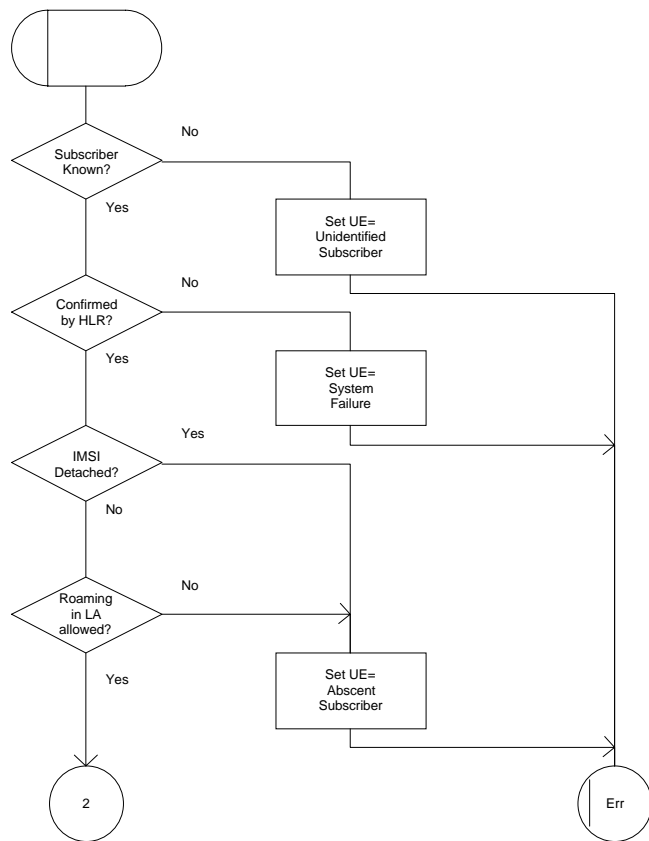 No
Subscriber
Known?
Yes
Set UE=
Unidentified
Subscriber
No
Confirmed
by HLR?
Yes
Set UE=
System
Failure
Yes
IMSI
Detached?
No
No
Roaming
in LA
allowed?
Yes
Set UE=
Abscent
Subscriber
2
Err